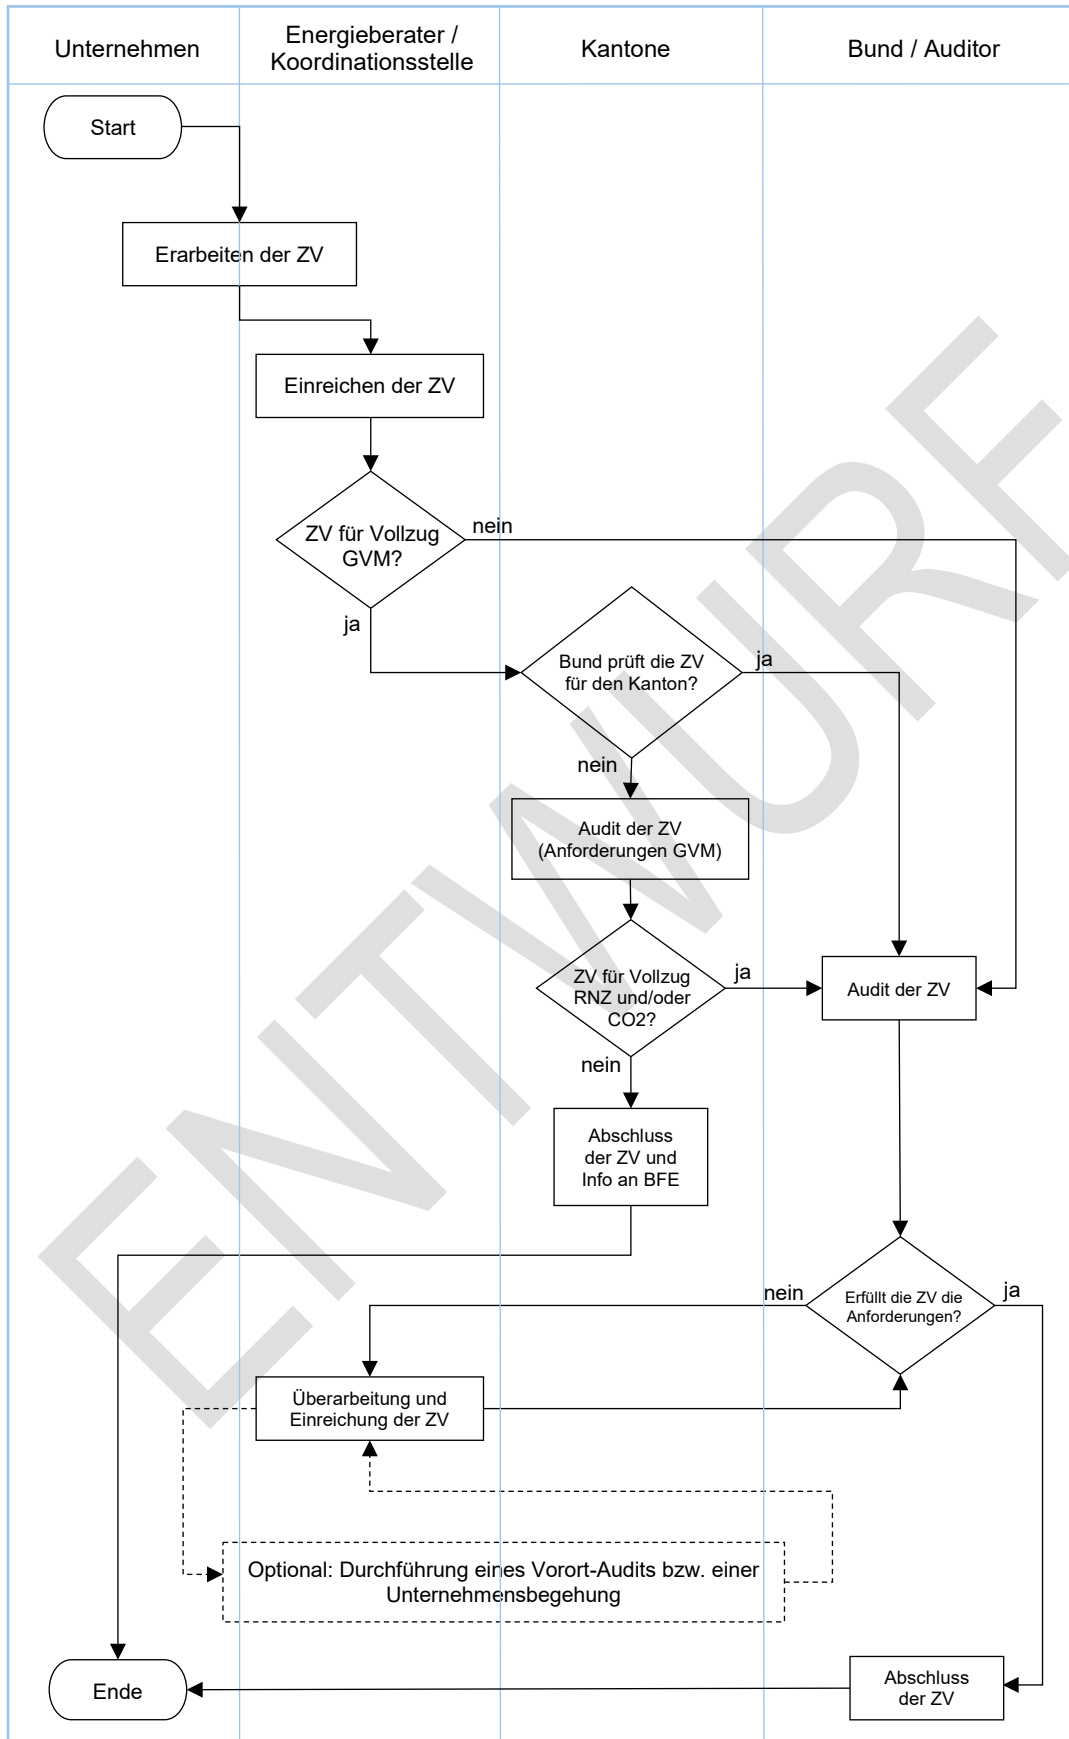 Unternehmen
Energieberater /
Koordinationsstelle
Kantone
Bund / Auditor
Start
Erarbeiten der ZV
Einreichen der ZV
ZV für Vollzug
GVM?
nein
ja
Bund prüft die ZV
für den Kanton?
ja
nein
Audit der ZV
(Anforderungen GVM)
ZV für Vollzug
RNZ und/oder
CO2?
ja
Audit der ZV
nein
Abschluss
der ZV und
Info an BFE
Erfüllt die ZV die
Anforderungen?
nein
ja
Überarbeitung und
Einreichung der ZV
Optional: Durchführung eines Vorort-Audits bzw. einer
Unternehmensbegehung
Abschluss
der ZV
Ende
ENTWURF